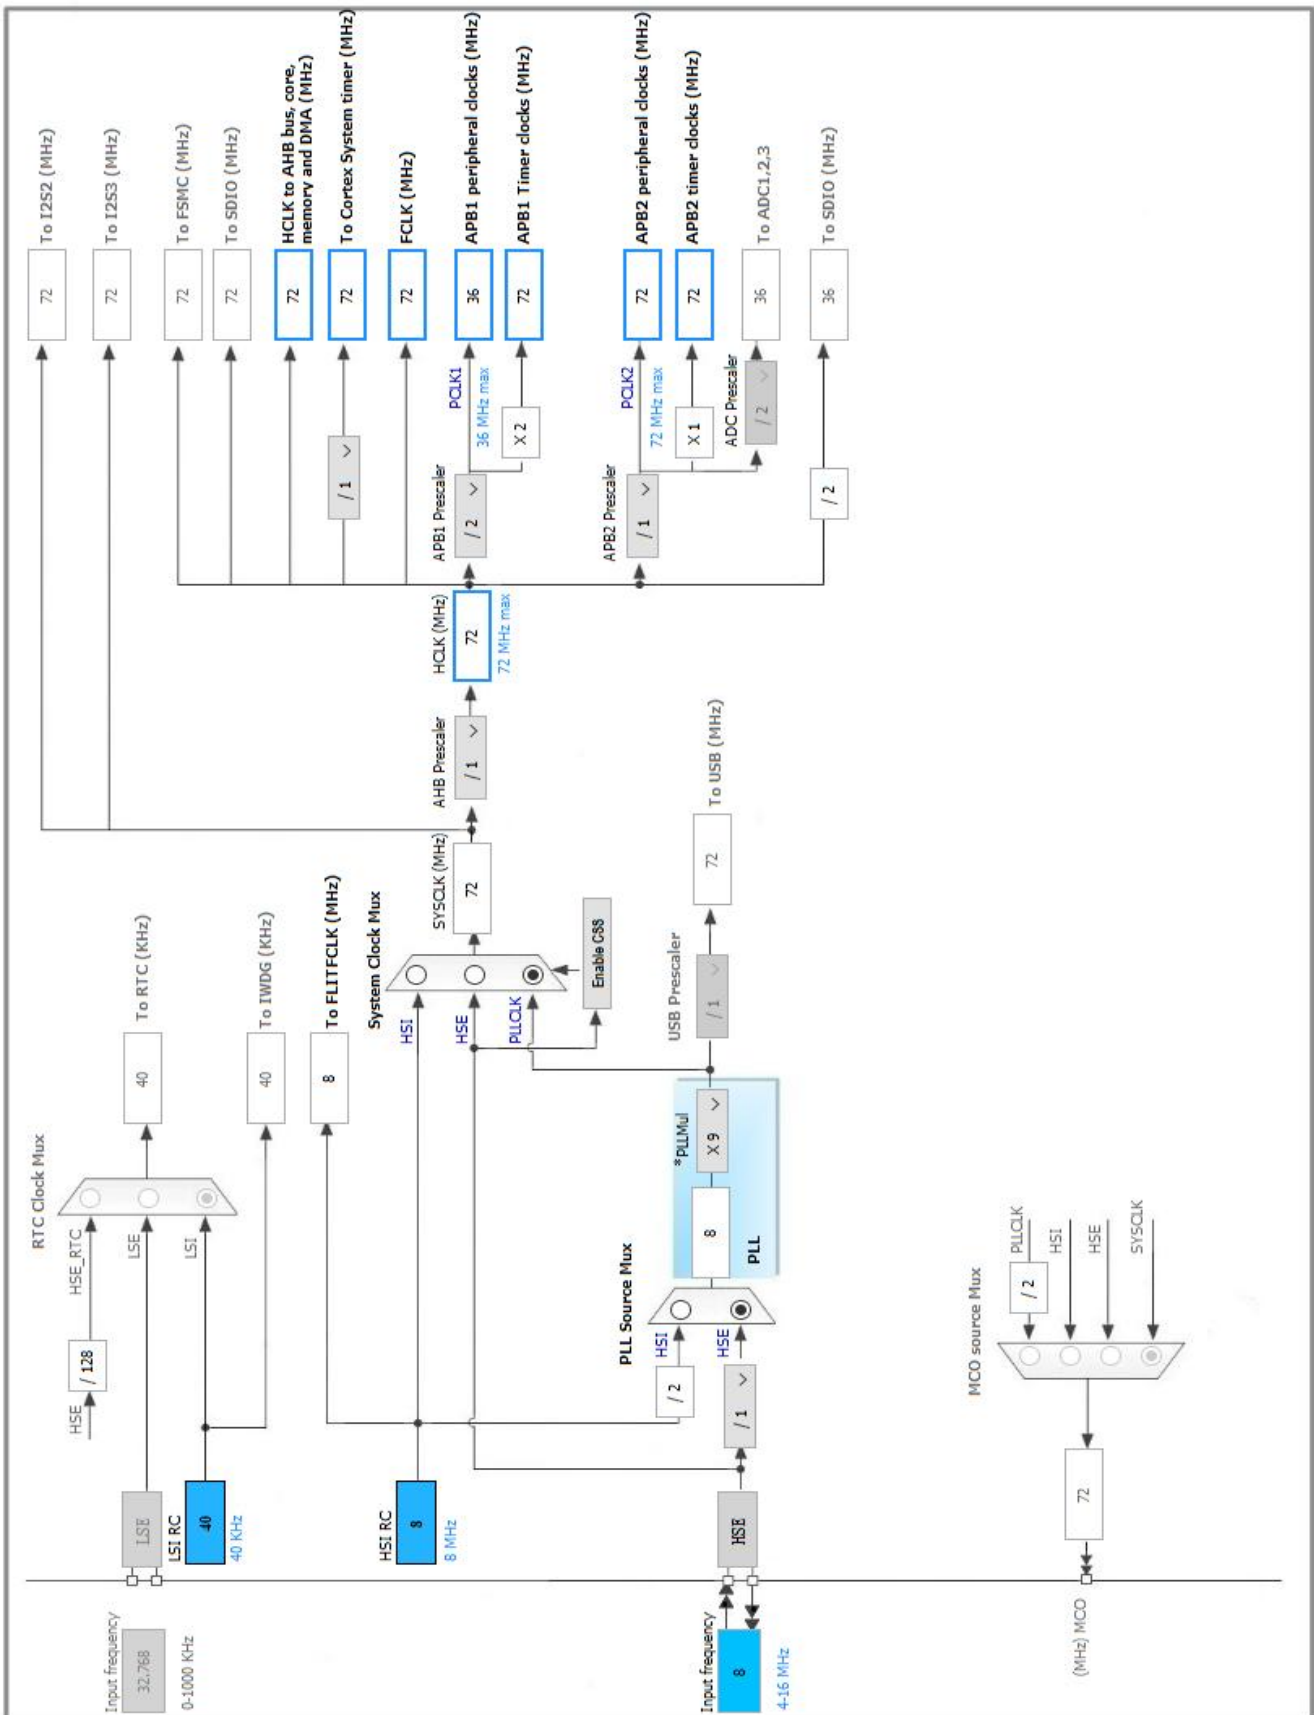 RTC Clock Mux
HSE
/ 128
HSE_RTC
Input frequency
32.768
0-1000 KHz
LSE
LSE
40
To RTC (KHz)
LSI RC
40
40 KHz
LSI
40
To IWDG (KHz)
8
To FLITFCLK (MHz)
HSI RC
8
8 MHz
System Clock Mux
HSI
HSE
PLLCLK
Enable CSS
SYSCLK (MHz)
72
AHB Prescaler
/ 1
HCLK (MHz)
72
72 MHz max
72
To I2S2 (MHz)
72
To I2S3 (MHz)
72
To FSMC (MHz)
72
To SDIO (MHz)
72
HCLK to AHB bus, core,
memory and DMA (MHz)
/ 1
72
To Cortex System timer (MHz)
72
FCLK (MHz)
APB1 Prescaler
/ 2
PCLK1
36 MHz max
36
APB1 peripheral clocks (MHz)
X 2
72
APB1 Timer clocks (MHz)
APB2 Prescaler
/ 1
PCLK2
72 MHz max
72
APB2 peripheral clocks (MHz)
X 1
72
APB2 timer clocks (MHz)
ADC Prescaler
/ 2
36
To ADC1,2,3
/ 2
36
To SDIO (MHz)
PLL Source Mux
/ 2
HSI
Input frequency
8
4-16 MHz
HSE
/ 1
HSE
8
*PLLMul
X 9
PLL
USB Prescaler
/ 1
72
To USB (MHz)
MCO source Mux
(MHz) MCO
72
/ 2
PLLCLK
HSI
HSE
SYSCLK